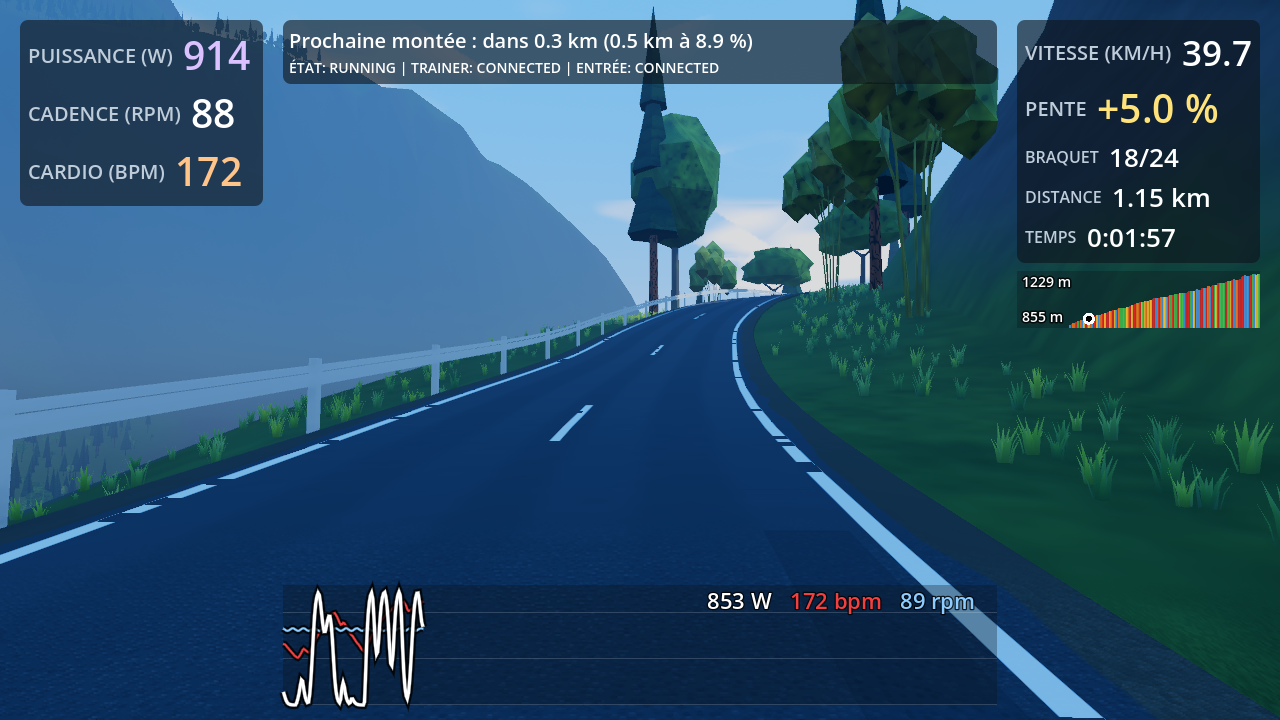 PUISSANCE (W) 914
CADENCE (RPM) 88
CARDIO (BPM) 172
Prochaine montée : dans 0.3 km (0.5 km à 8.9 %)
ÉTAT: RUNNING | TRAINER: CONNECTED | ENTRÉE: CONNECTED
VITESSE (KM/H) 39.7
PENTE +5.0 %
BRAQUET 18/24
DISTANCE 1.15 km
TEMPS 0:01:57
1229 m
855 m
853 W 172 bpm 89 rpm